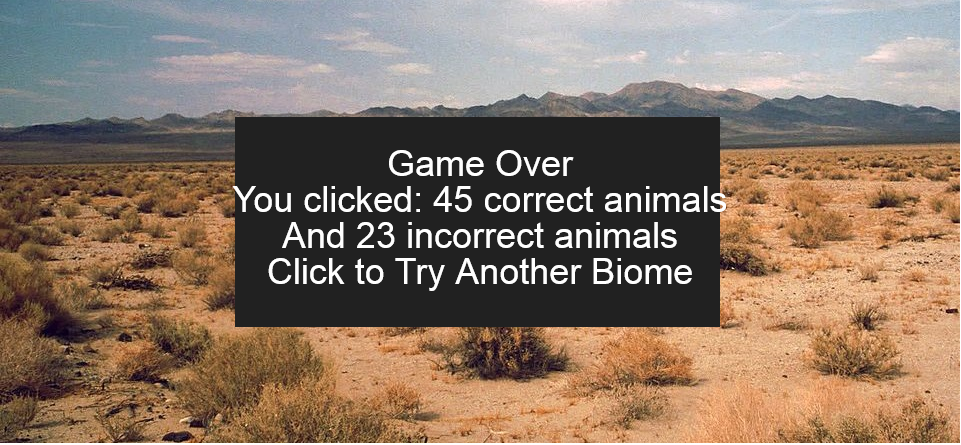 Game Over
You clicked: 45 correct animals
And 23 incorrect animals
Click to Try Another Biome